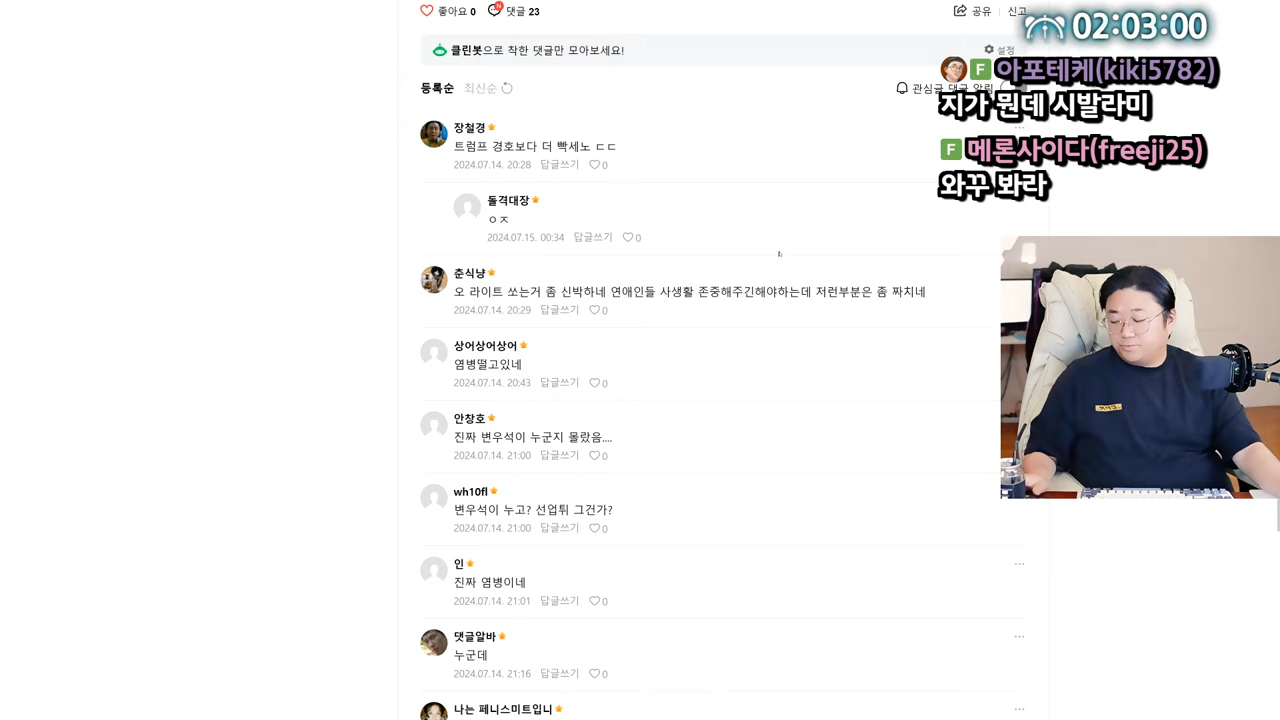 좋아요 0
댓글 23
공유
신고
02:03:00
클린봇으로 착한 댓글만 모아보세요!
설정
등록순 최신순
관심글 댓글 알림
F 아포테케(kiki5782)
지가 뭔데 시발라미
F 메론사이다(freeji25)
와꾸 봐라
장철경
트럼프 경호보다 더 빡세노 ㄷㄷ
2024.07.14. 20:28 답글쓰기 0
돌격대장
ㅇㅈ
2024.07.15. 00:34 답글쓰기 0
춘식냥
오 라이트 쏘는거 좀 신박하네 연애인들 사생활 존중해주긴해야하는데 저런부분은 좀 짜치네
2024.07.14. 20:29 답글쓰기 0
상어상어상어
염병떨고있네
2024.07.14. 20:43 답글쓰기 0
안창호
진짜 변우석이 누군지 몰랐음....
2024.07.14. 21:00 답글쓰기 0
wh10fl
변우석이 누고? 선업튀 그건가?
2024.07.14. 21:00 답글쓰기 0
인
진짜 염병이네
2024.07.14. 21:01 답글쓰기 0
댓글알바
누군데
2024.07.14. 21:16 답글쓰기 0
나는 페니스미트입니